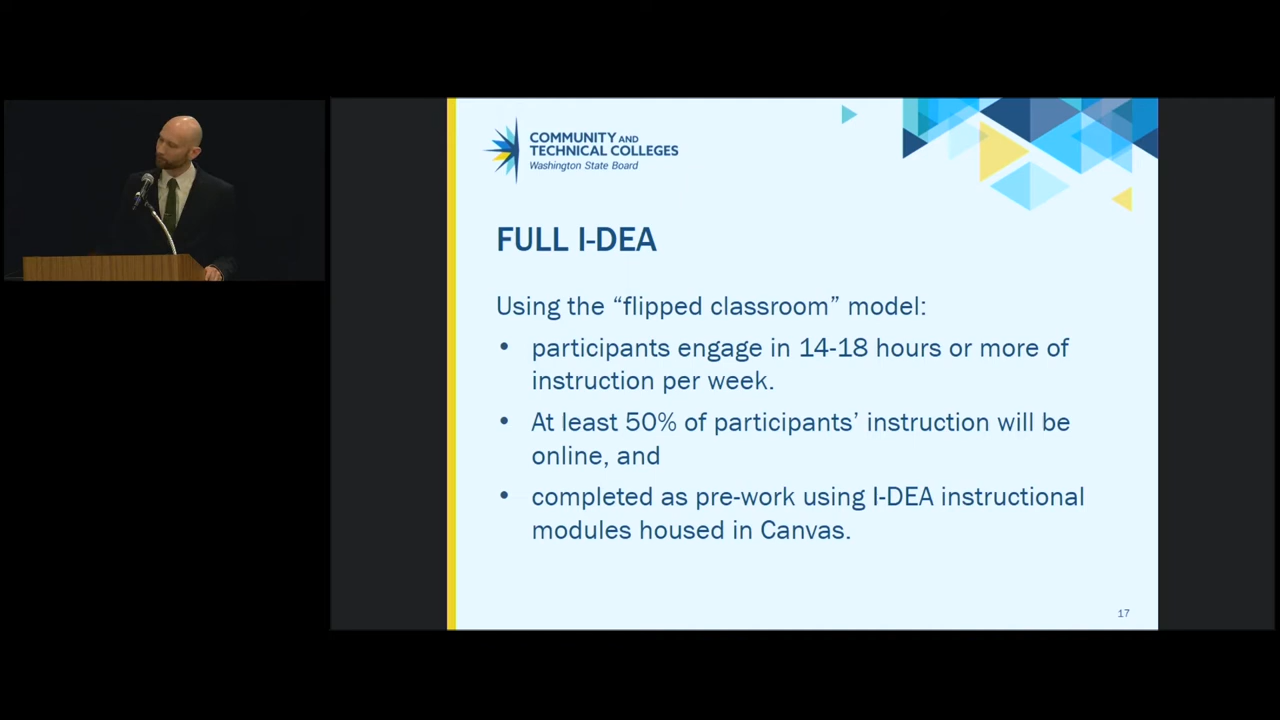 COMMUNITY AND
TECHNICAL COLLEGES
Washington State Board
FULL I-DEA
Using the “flipped classroom” model:
• participants engage in 14-18 hours or more of
instruction per week.
• At least 50% of participants’ instruction will be
online, and
• completed as pre-work using I-DEA instructional
modules housed in Canvas.
17